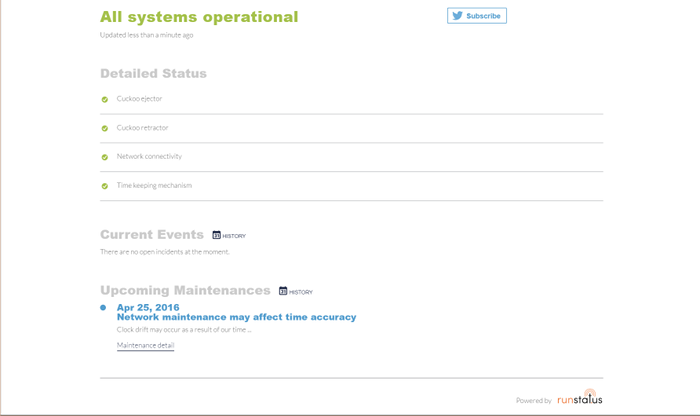 All systems operational
Subscribe
Updated less than a minute ago
Detailed Status
Cuckoo ejector
Cuckoo retractor
Network connectivity
Time keeping mechanism
Current Events
31 HISTORY
There are no open incidents at the moment.
Upcoming Maintenances
31 HISTORY
Apr 25, 2016
Network maintenance may affect time accuracy
Clock drift may occur as a result of our time ...
Maintenance detail
Powered by runstatus